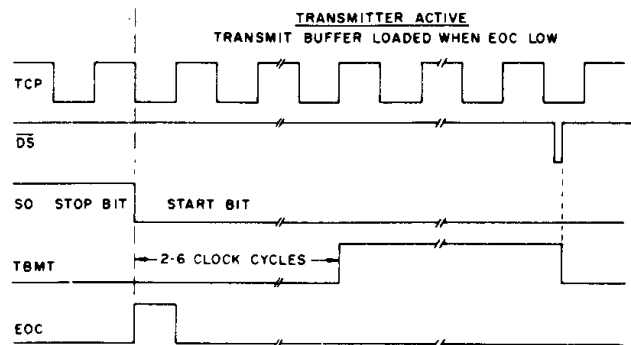 TRANSMITTER ACTIVE
TRANSMIT BUFFER LOADED WHEN EOC LOW
TCP
DS
SO STOP BIT START BIT
2-6 CLOCK CYCLES
TBMT
EOC